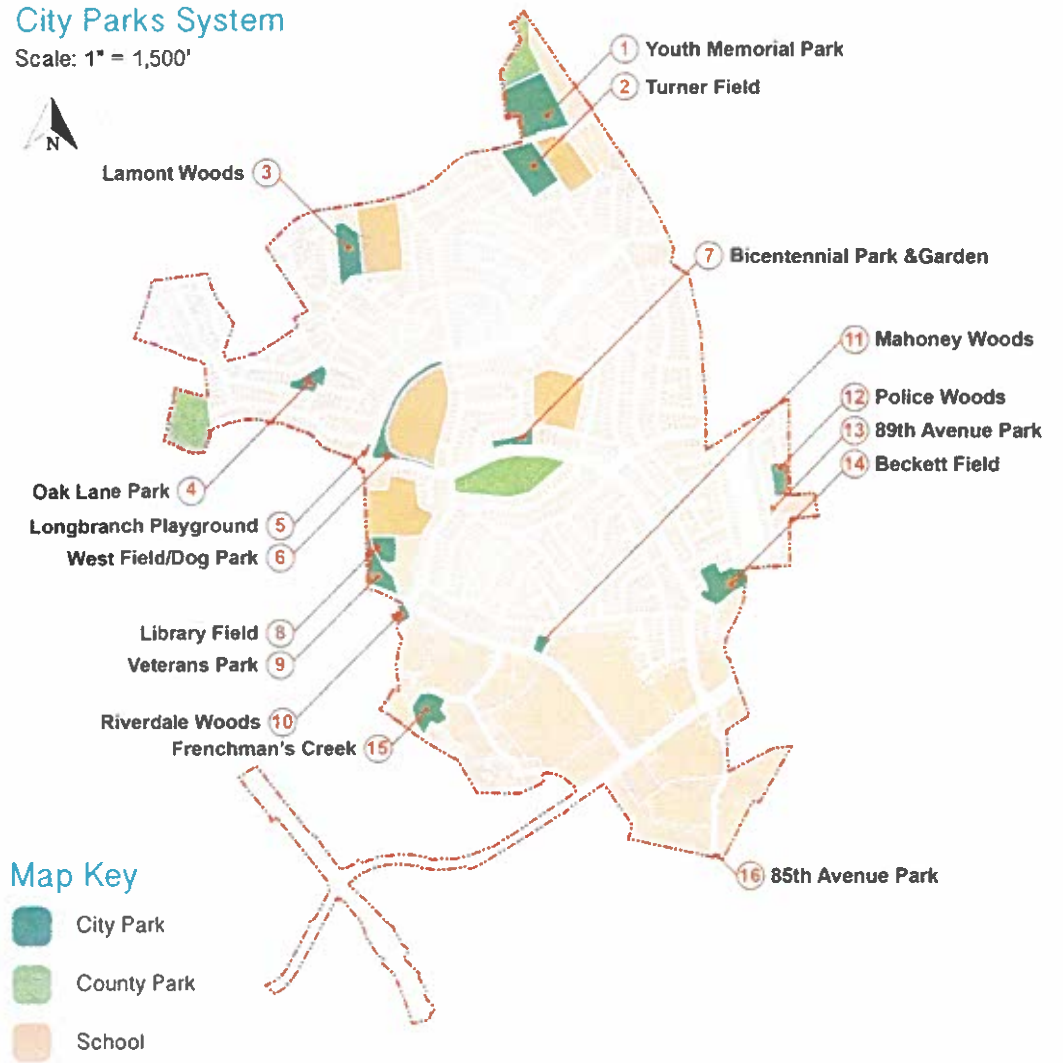 City Parks System
Scale: 1" = 1,500'
N
1 Youth Memorial Park
2 Turner Field
Lamont Woods 3
7 Bicentennial Park &Garden
11 Mahoney Woods
12 Police Woods
13 89th Avenue Park
14 Beckett Field
Oak Lane Park 4
Longbranch Playground 5
West Field/Dog Park 6
Library Field 8
Veterans Park 9
Riverdale Woods 10
Frenchman's Creek 15
16 85th Avenue Park
Map Key
City Park
County Park
School